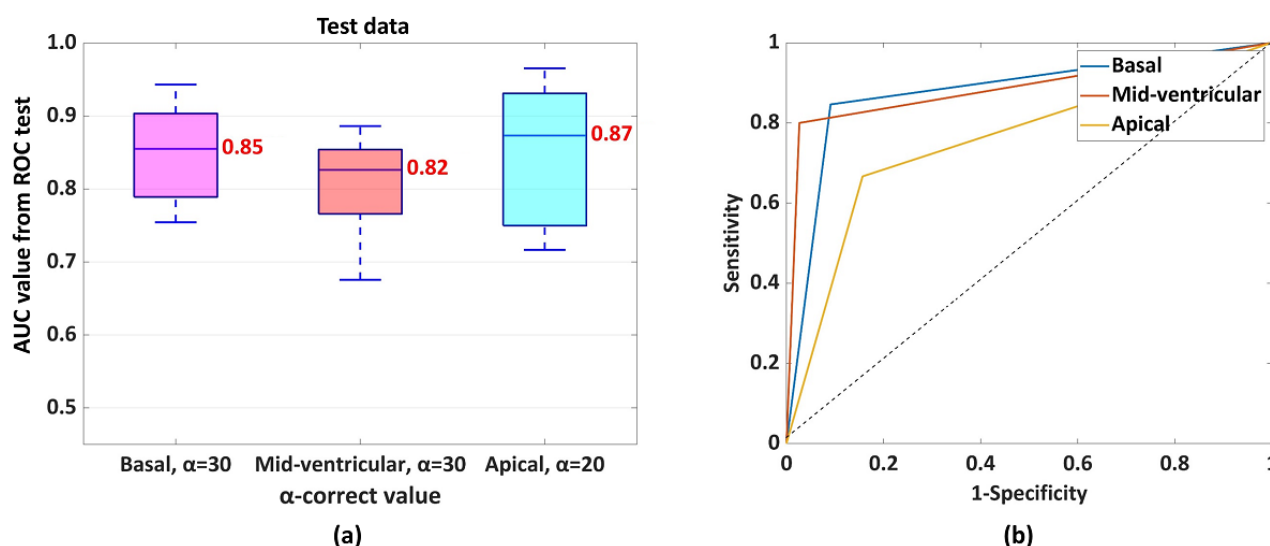 Test data
1.0
0.9
0.8
0.7
0.6
0.5
AUC value from ROC test
0.85
0.82
0.87
Basal, α=30
Mid-ventricular, α=30
Apical, α=20
α-correct value
(a)
1
0.8
0.6
0.4
0.2
0
Sensitivity
Basal
Mid-ventricular
Apical
0
0.2
0.4
0.6
0.8
1
1-Specificity
(b)